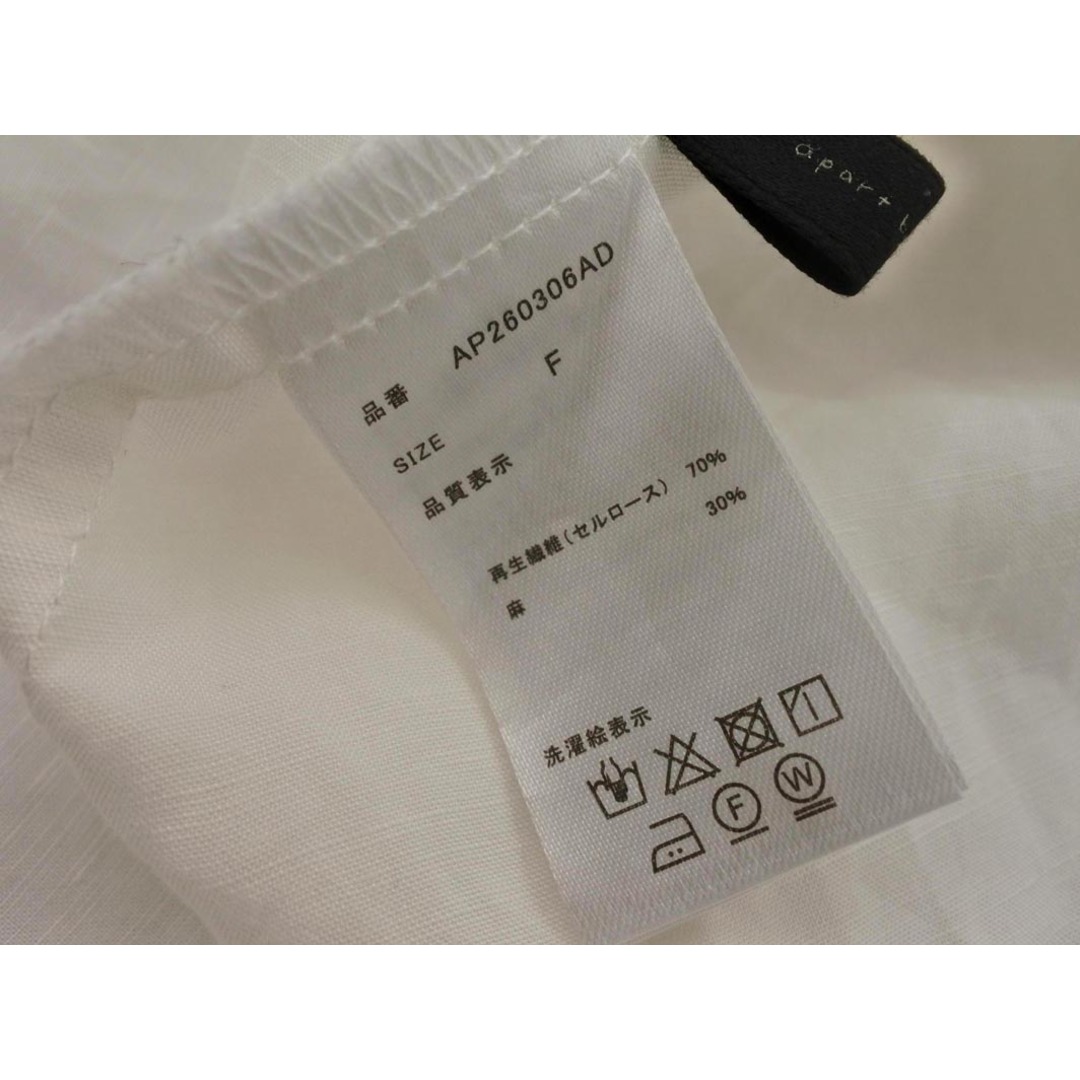 apart b
品番 AP260306AD
SIZE F
品質表示
再生繊維(セルロース) 70%
麻 30%
洗濯絵表示
F W